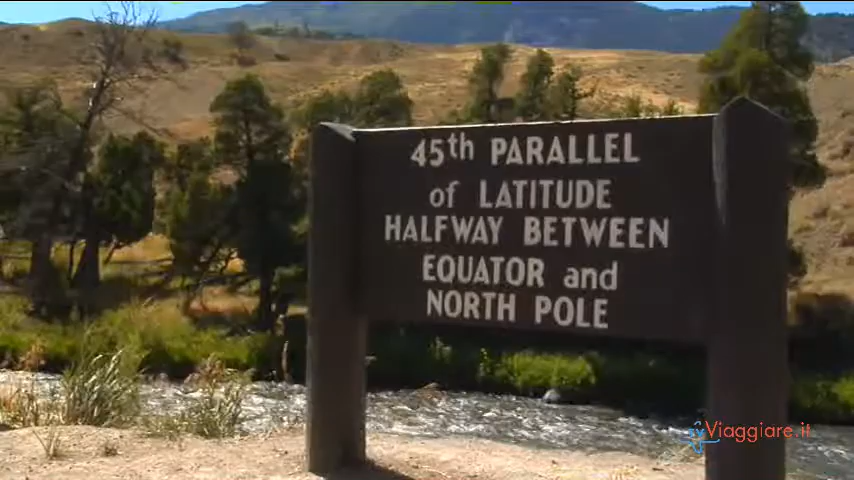 45th PARALLEL
of LATITUDE
HALFWAY BETWEEN
EQUATOR and
NORTH POLE
Viaggiare.it